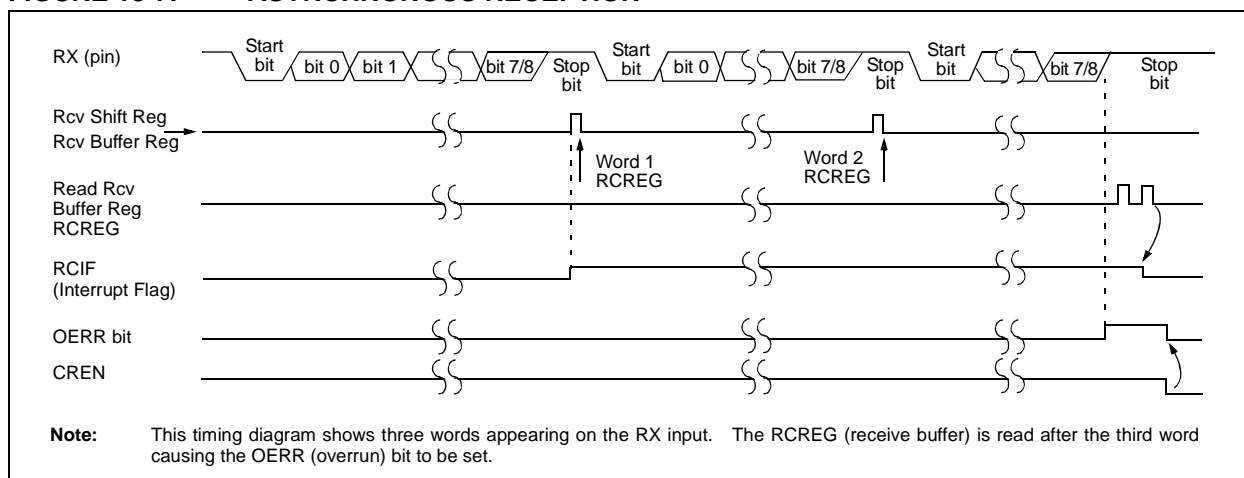 RX (pin)
Start bit
bit 0
bit 1
bit 7/8
Stop bit
Start bit
bit 0
bit 7/8
Stop bit
Start bit
bit 7/8
Stop bit
Rcv Shift Reg
Rcv Buffer Reg
Word 1
RCREG
Word 2
RCREG
Read Rcv
Buffer Reg
RCREG
RCIF
(Interrupt Flag)
OERR bit
CREN
Note: This timing diagram shows three words appearing on the RX input. The RCREG (receive buffer) is read after the third word
causing the OERR (overrun) bit to be set.